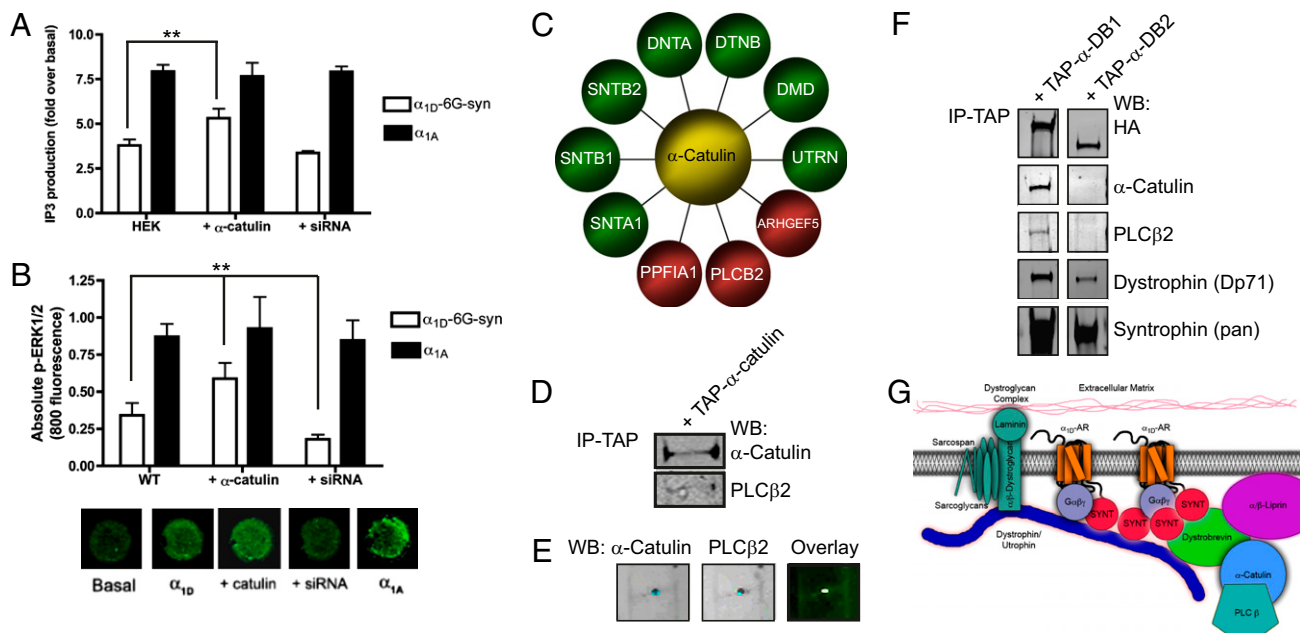 A
IP3 production (fold over basal)
10.0
7.5
5.0
2.5
0.0
**
HEK
+ α-catulin
+ siRNA
α1D-6G-syn
α1A
B
Absolute p-ERK1/2
(800 fluorescence)
1.25
1.00
0.75
0.50
0.25
0.00
**
WT
+ α-catulin
+ siRNA
α1D-6G-syn
α1A
Basal
α1D
+ catulin
+ siRNA
α1A
C
DNTA
DTNB
SNTB2
DMD
SNTB1
α-Catulin
UTRN
SNTA1
ARHGEF5
PPFIA1
PLCB2
D
+ TAP-α-catulin
IP-TAP
WB:
α-Catulin
PLCβ2
E
WB: α-Catulin
PLCβ2
Overlay
F
+ TAP-α-DB1
+ TAP-α-DB2
IP-TAP
WB:
HA
α-Catulin
PLCβ2
Dystrophin (Dp71)
Syntrophin (pan)
G
Dystroglycan
Complex
Extracellular Matrix
Laminin
α1D-AR
α1D-AR
Sarcospan
α/β-Dystroglycan
Sarcoglycans
Gαβγ
SYNT
Gαβγ
SYNT
SYNT
SYNT
α/β-Liprin
Dystrobrevin
Dystrophin/
Utrophin
α-Catulin
PLC β